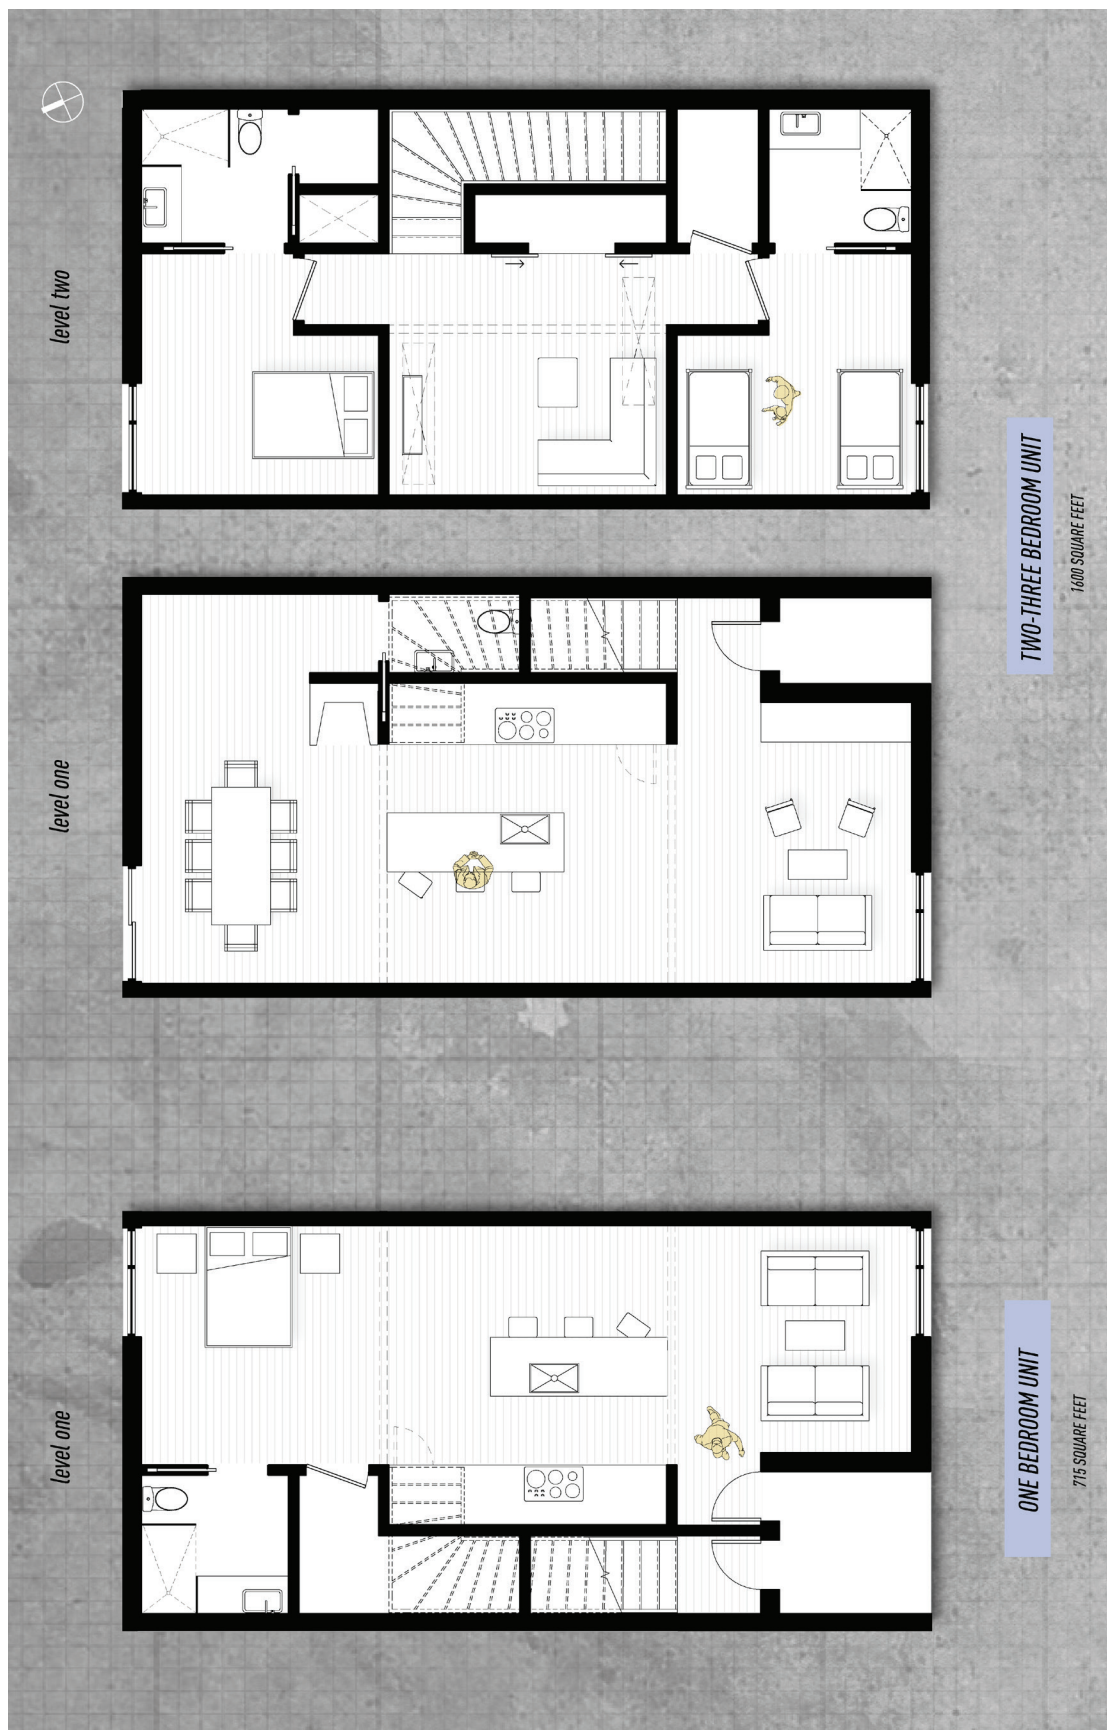 level two
TWO-THREE BEDROOM UNIT
1600 SQUARE FEET
level one
level one
ONE BEDROOM UNIT
715 SQUARE FEET